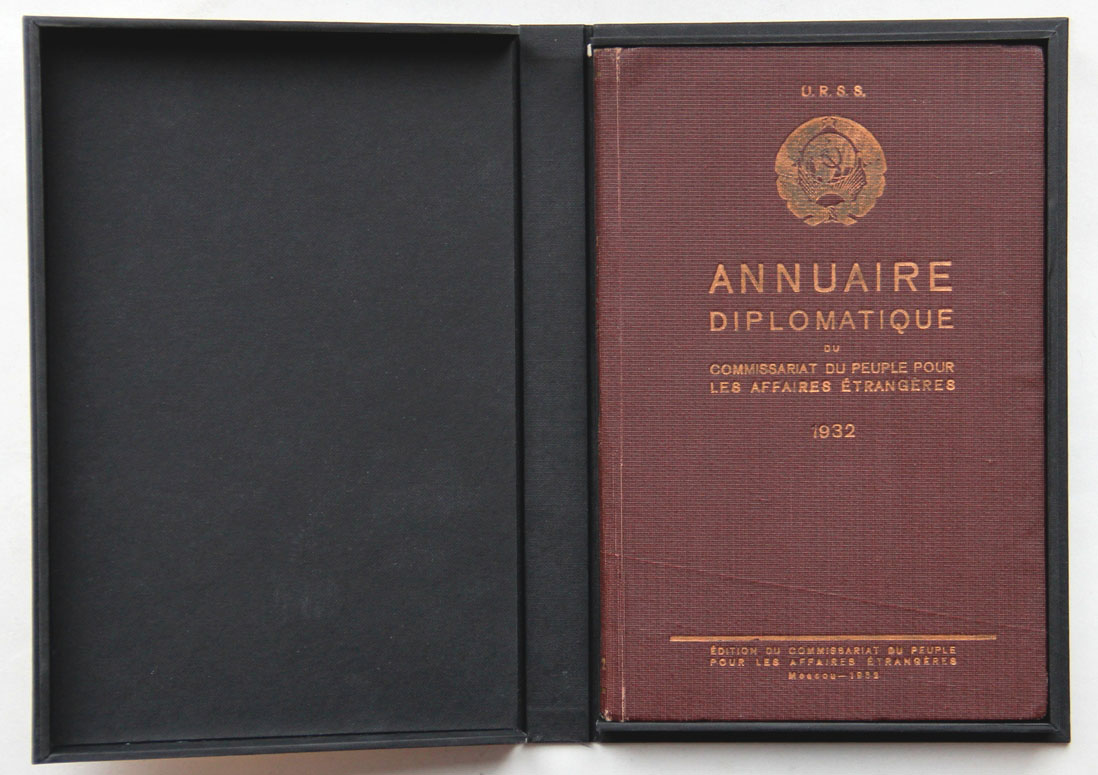 U.R.S.S.
ANNUAIRE
DIPLOMATIQUE
DU
COMMISSARIAT DU PEUPLE POUR
LES AFFAIRES ÉTRANGÈRES
1932
ÉDITION DU COMMISSARIAT DU PEUPLE
POUR LES AFFAIRES ÉTRANGÈRES
Moscou—1932